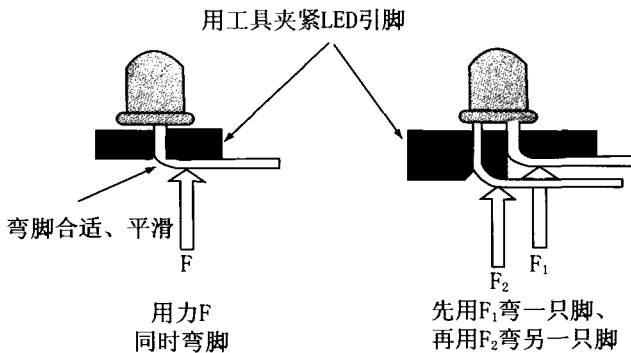 用工具夹紧LED引脚
弯脚合适、平滑
F
F₂
F₁
用力F
同时弯脚
先用F₁弯一只脚、
再用F₂弯另一只脚